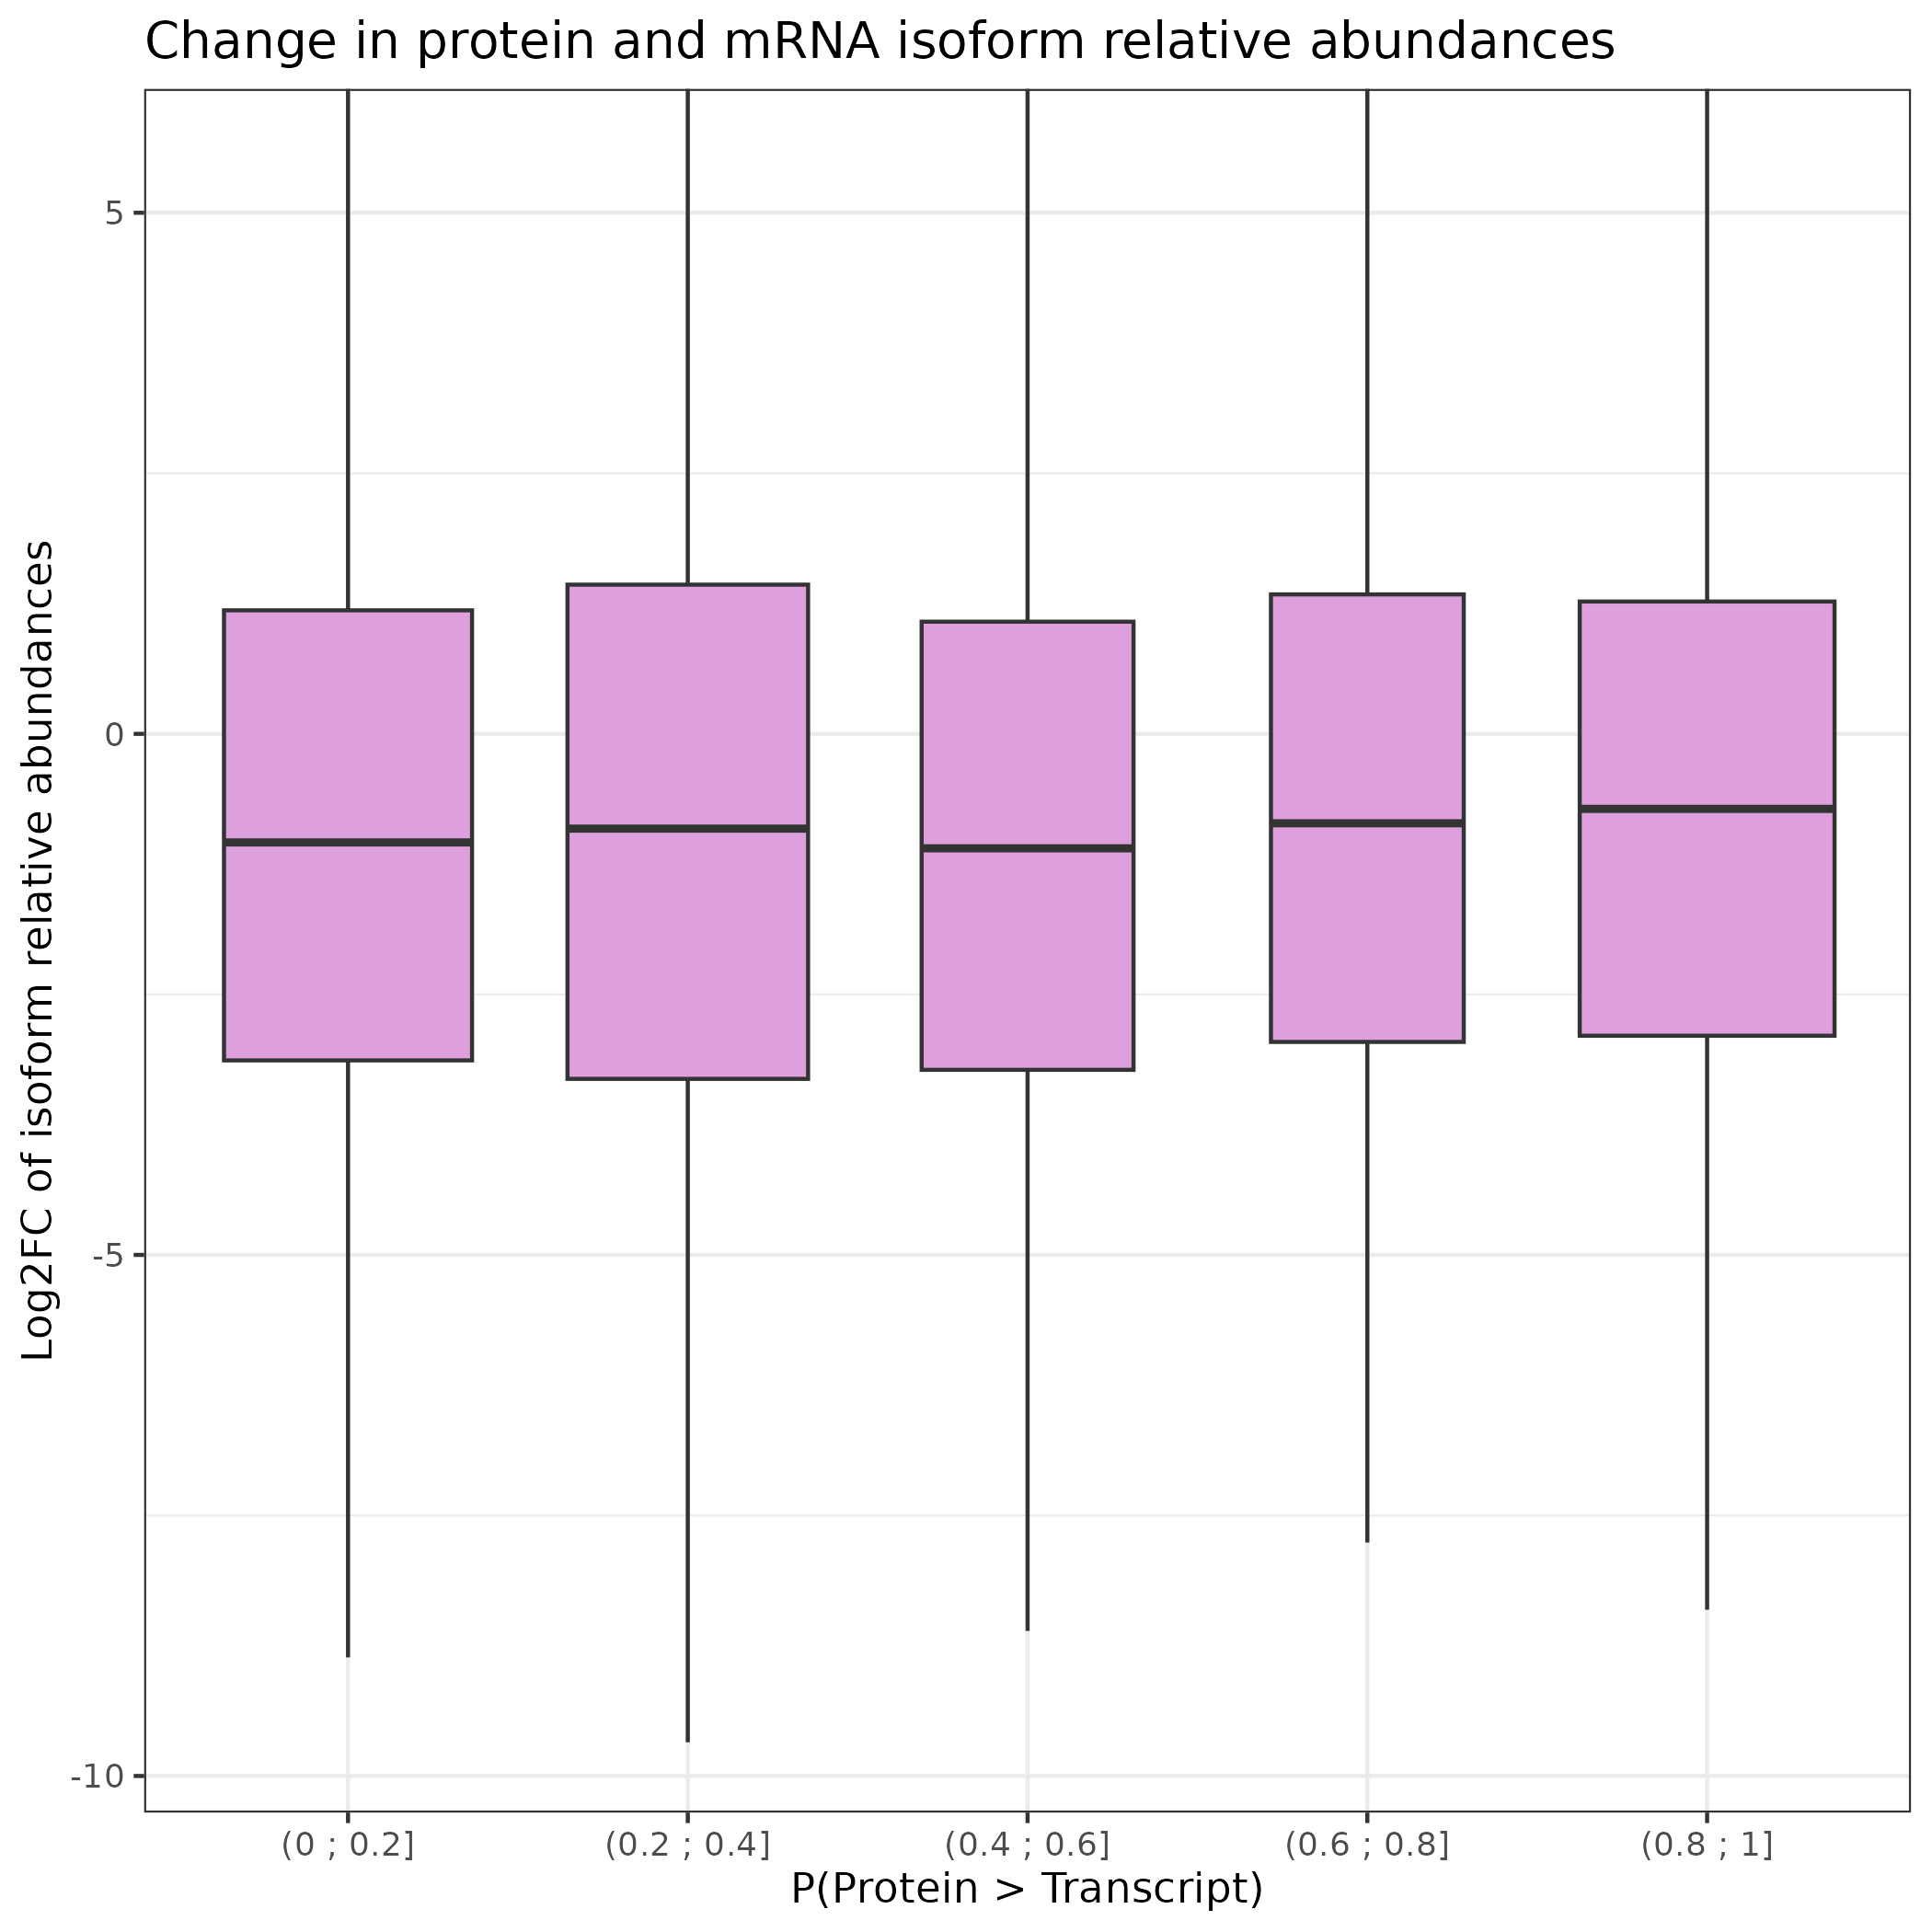 Change in protein and mRNA isoform relative abundances
Log2FC of isoform relative abundances
5
0
-5
-10
(0 ; 0.2]
(0.2 ; 0.4]
(0.4 ; 0.6]
(0.6 ; 0.8]
(0.8 ; 1]
P(Protein > Transcript)